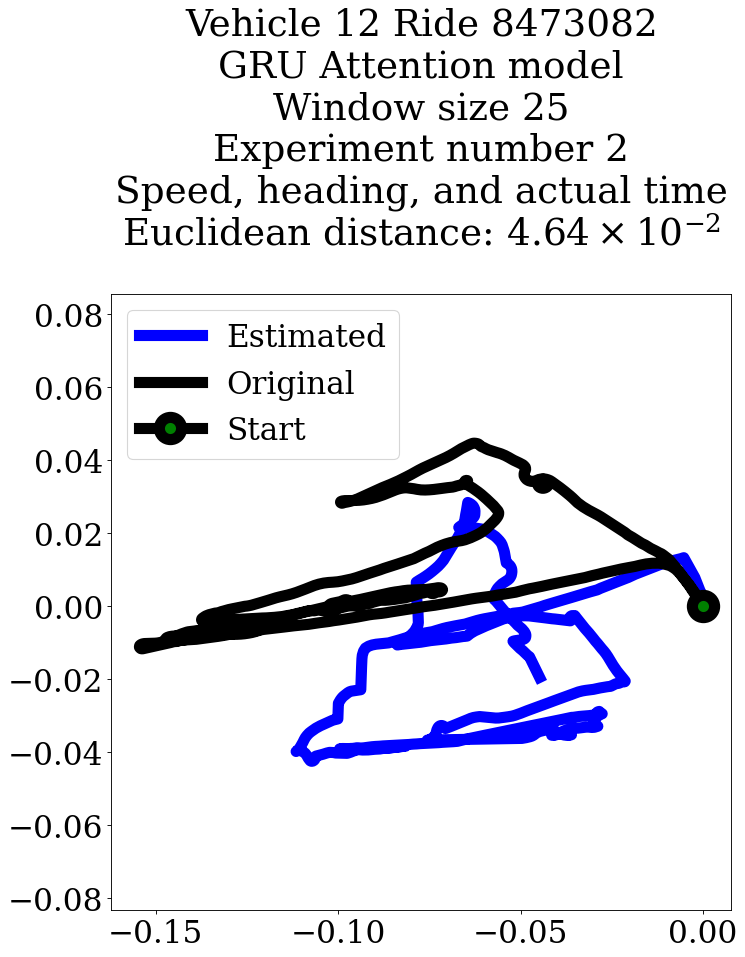 Vehicle 12 Ride 8473082
GRU Attention model
Window size 25
Experiment number 2
Speed, heading, and actual time
Euclidean distance: 4.64 × 10⁻²
Estimated
Original
Start
0.08
0.06
0.04
0.02
0.00
−0.02
−0.04
−0.06
−0.08
−0.15
−0.10
−0.05
0.00